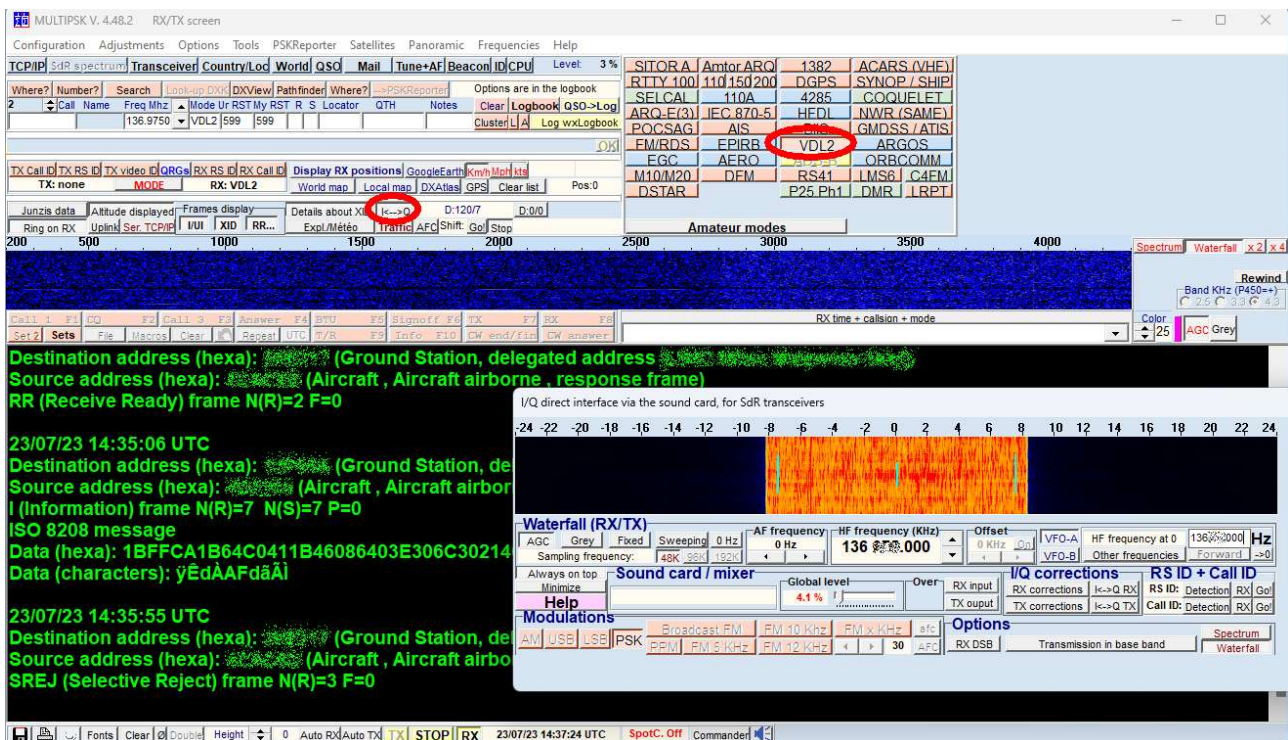 MULTIPSK V. 4.48.2 RX/TX screen
Configuration Adjustments Options Tools PSKReporter Satellites Panoramic Frequencies Help
TCP/IP SdR spectrum Transceiver Country/Loc World QSO Mail Tune+AF Beacon ID CPU Level: 3 %
Where? Number? Search Look-up DXK DXView Pathfinder Where? -->PSKReporter Options are in the logbook
2 Call Name Freq Mhz Mode Ur RST My RST R S Locator QTH Notes Clear Logbook QSO->Log
136.9750 VDL2 599 599 Cluster L A Log wxLogbook
OK
TX Call ID TX RS ID TX video ID QRGs RX RS ID RX Call ID Display RX positions GoogleEarth Km/h Mph kts
TX: none MODE RX: VDL2 World map Local map DXAtlas GPS Clear list Pos:0
Junzis data Altitude displayed Frames display Details about XI I<-->Q D:120/7 D:0/0
Ring on RX Uplink Ser. TCP/IP I/UI XID RR... Expl./Météo Traffic AFC Shift: Go! Stop
SITOR A Amtor ARQ 1382 ACARS (VHF)
RTTY 100 110 150 200 DGPS SYNOP / SHIP
SELCAL 110A 4285 COQUELET
ARQ-E(3) IEC 870-5 HFDL NWR (SAME)
POCSAG AIS GMDSS / ATIS
FM/RDS EPIRB VDL2 ARGOS
EGC AERO ADS-B ORBCOMM
M10/M20 DFM RS41 LMS6 C4FM
DSTAR P25 Ph1 DMR LRPT
Amateur modes
200 500 1000 1500 2000 2500 3000 3500 4000
Spectrum Waterfall x 2 x 4
Rewind
Band KHz (P450=+)
2.5 3.3 4.3
Call 1 F1 CQ F2 Call 3 F3 Answer F4 BTU F5 Signoff F6 TX F7 RX F8
Set 2 Sets File Macros Clear Repeat UTC T/R F9 Info F10 CW end/fin CW answer
RX time + callsign + mode
Color
25 AGC Grey
Destination address (hexa): (Ground Station, delegated address
Source address (hexa): (Aircraft , Aircraft airborne , response frame)
RR (Receive Ready) frame N(R)=2 F=0
23/07/23 14:35:06 UTC
Destination address (hexa): (Ground Station, de
Source address (hexa): (Aircraft , Aircraft airbor
I (Information) frame N(R)=7 N(S)=7 P=0
ISO 8208 message
Data (hexa): 1BFFCA1B64C0411B46086403E306C30214
Data (characters): ÿÊdÀAFdãÃÌ
23/07/23 14:35:55 UTC
Destination address (hexa): (Ground Station, de
Source address (hexa): (Aircraft , Aircraft airbo
SREJ (Selective Reject) frame N(R)=3 F=0
I/Q direct interface via the sound card, for SdR transceivers
-24 -22 -20 -18 -16 -14 -12 -10 -8 -6 -4 -2 0 2 4 6 8 10 12 14 16 18 20 22 24
Waterfall (RX/TX) AF frequency HF frequency (KHz) Offset
AGC Grey Fixed Sweeping 0 Hz 0 Hz 136 .000 0 KHz On VFO-A HF frequency at 0 136 000 Hz
Sampling frequency: 48K 96K 192K VFO-B Other frequencies Forward ->0
Always on top Sound card / mixer Global level Over RX input I/Q corrections RS ID + Call ID
Minimize 4.1 % RX corrections I<->Q RX RS ID: Detection RX Go!
Help TX ouput TX corrections I<->Q TX Call ID: Detection RX Go!
Modulations Options
AM USB LSB PSK Broadcast FM FM 10 Khz FM x KHz afc RX DSB Transmission in base band Spectrum
PPM FM 5 KHz FM 12 KHz 30 AFC Waterfall
Fonts Clear Ø Double Height 0 Auto RX Auto TX TX STOP RX 23/07/23 14:37:24 UTC SpotC. Off Commander